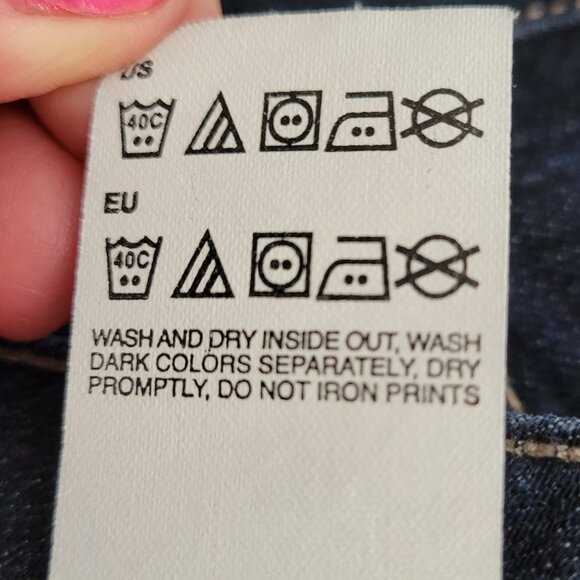 US
40C
EU
40C
WASH AND DRY INSIDE OUT, WASH
DARK COLORS SEPARATELY, DRY
PROMPTLY, DO NOT IRON PRINTS